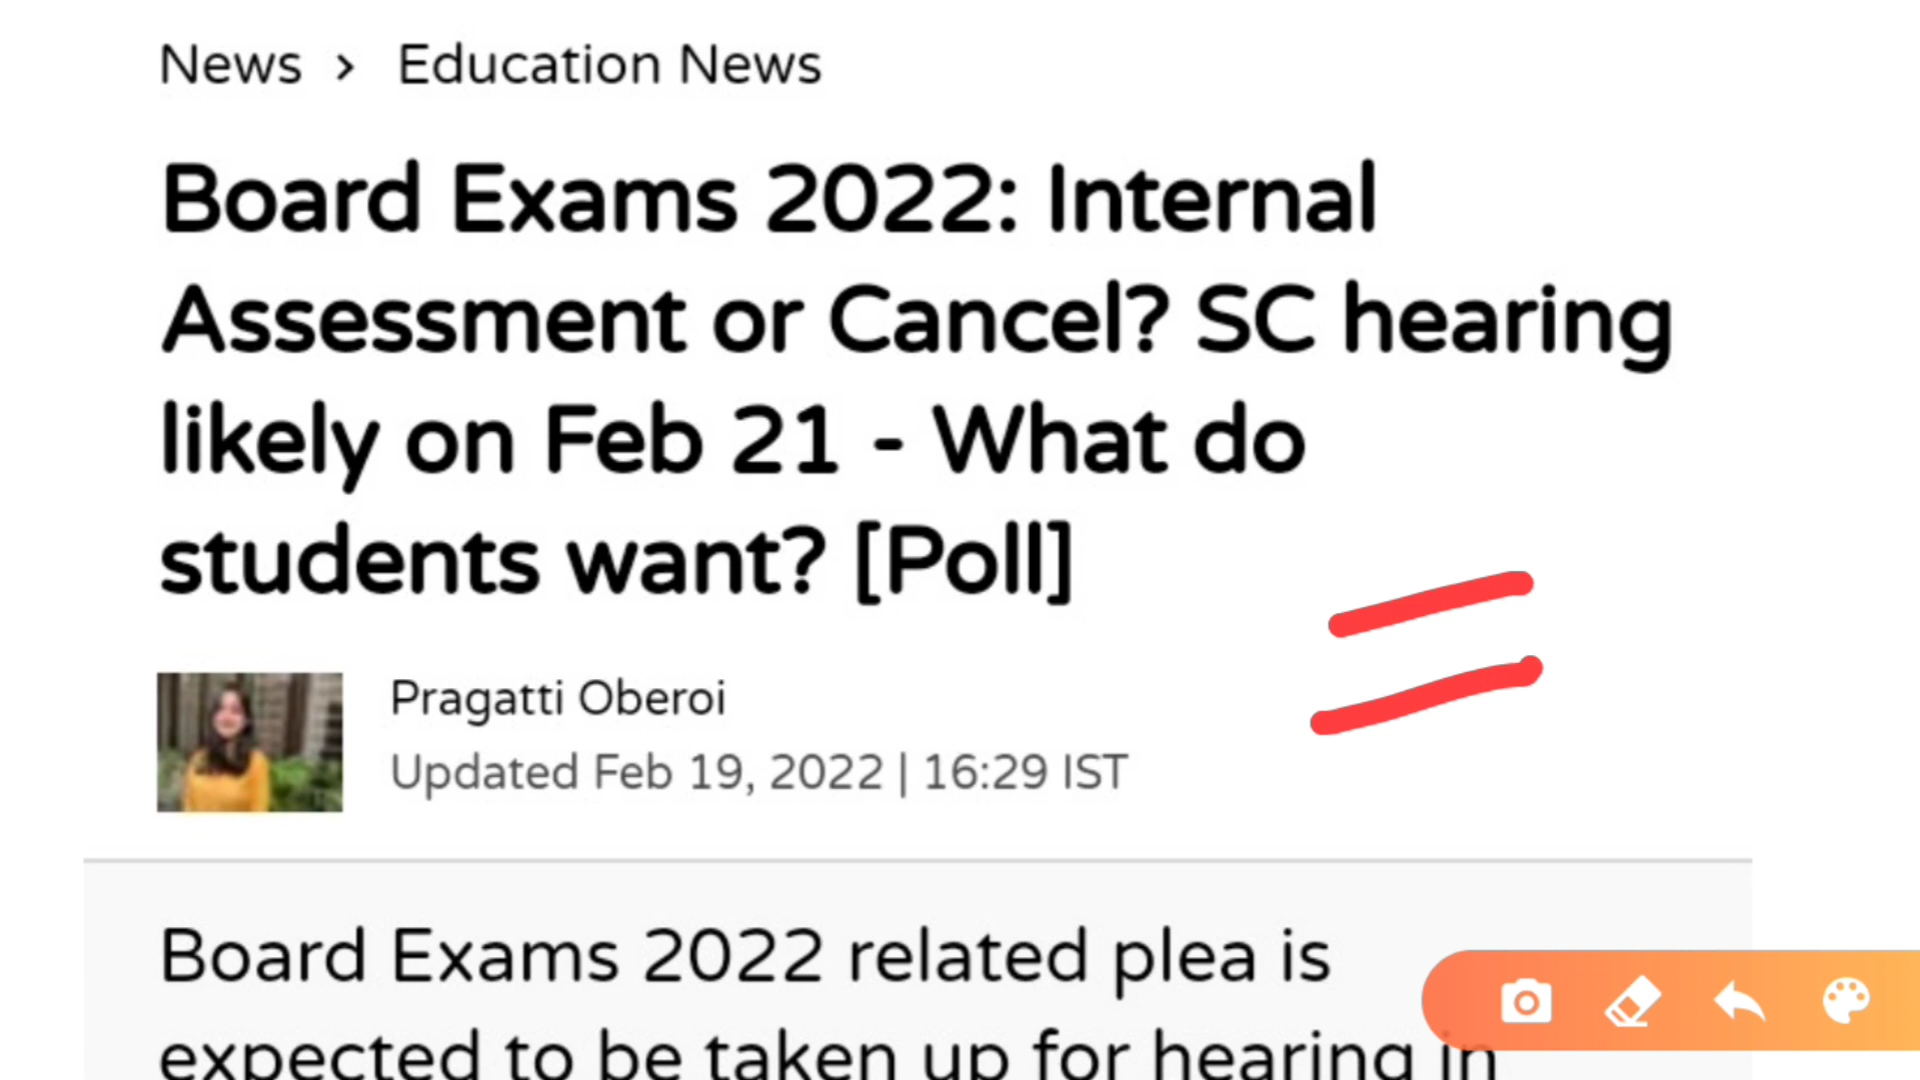 News > Education News
Board Exams 2022: Internal
Assessment or Cancel? SC hearing
likely on Feb 21 - What do
students want? [Poll]
Pragatti Oberoi
Updated Feb 19, 2022 | 16:29 IST
Board Exams 2022 related plea is
expected to be taken up for hearing in